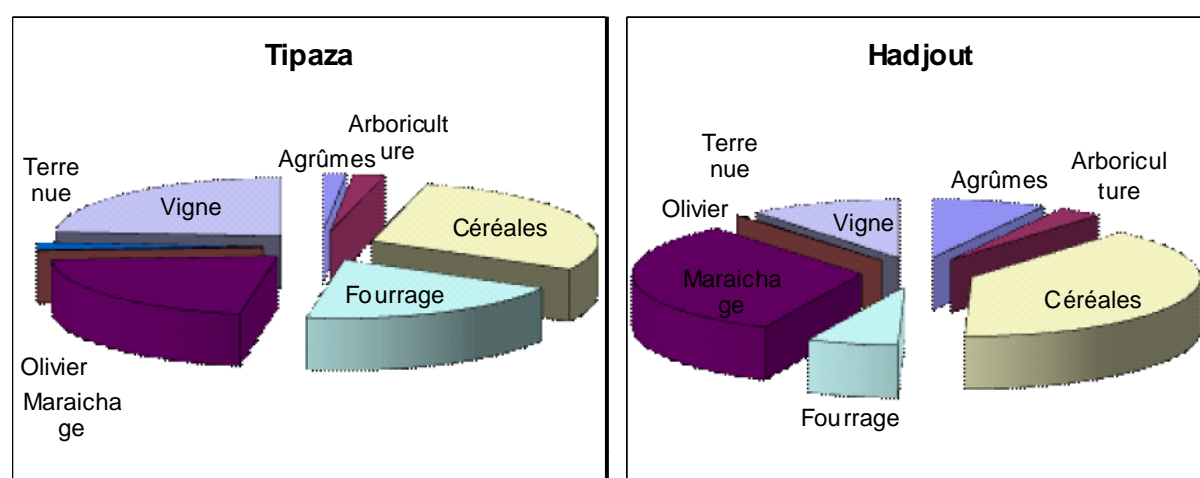 Tipaza
Arboricult
ure
Agrûmes
Terre
nue
Vigne
Céréales
Fourrage
Olivier
Maraicha
ge
Hadjout
Terre
nue
Arboricul
ture
Agrûmes
Olivier
Vigne
Maraicha
ge
Céréales
Fourrage